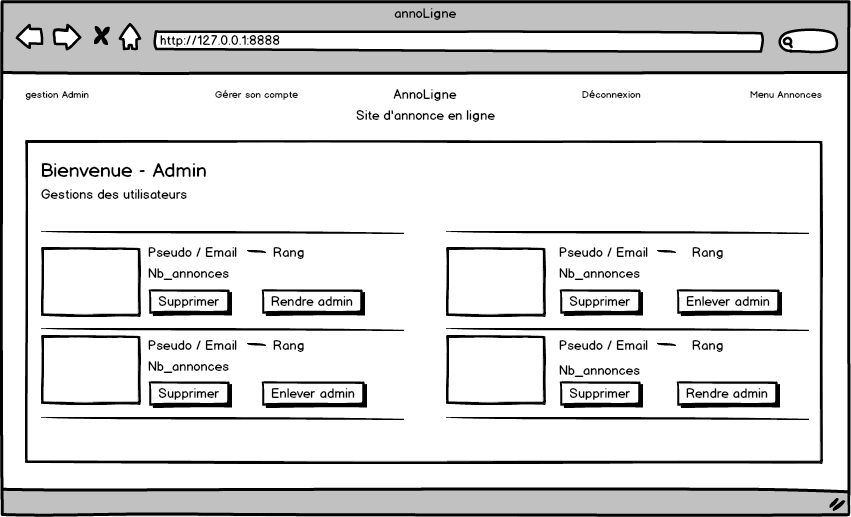 annoLigne
http://127.0.0.1:8888
gestion Admin Gérer son compte AnnoLigne Déconnexion Menu Annonces
Site d'annonce en ligne
Bienvenue - Admin
Gestions des utilisateurs
Pseudo / Email — Rang Pseudo / Email — Rang
Nb_annonces Nb_annonces
Supprimer Rendre admin Supprimer Enlever admin
Pseudo / Email — Rang Pseudo / Email — Rang
Nb_annonces Nb_annonces
Supprimer Enlever admin Supprimer Rendre admin